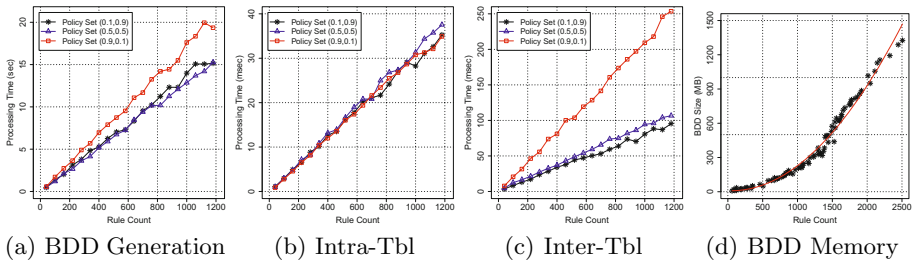 Policy Set (0.1,0.9)
Policy Set (0.5,0.5)
Policy Set (0.9,0.1)
Processing Time (sec)
20
15
10
5
0
0 200 400 600 800 1000 1200
Rule Count
(a) BDD Generation
Policy Set (0.1,0.9)
Policy Set (0.5,0.5)
Policy Set (0.9,0.1)
Processing Time (msec)
40
30
20
10
0
0 200 400 600 800 1000 1200
Rule Count
(b) Intra-Tbl
Policy Set (0.1,0.9)
Policy Set (0.5,0.5)
Policy Set (0.9,0.1)
Processing Time (msec)
250
200
150
100
50
0
0 200 400 600 800 1000 1200
Rule Count
(c) Inter-Tbl
BDD Size (MB)
1500
1200
900
600
300
0
0 500 1000 1500 2000 2500
Rule Count
(d) BDD Memory